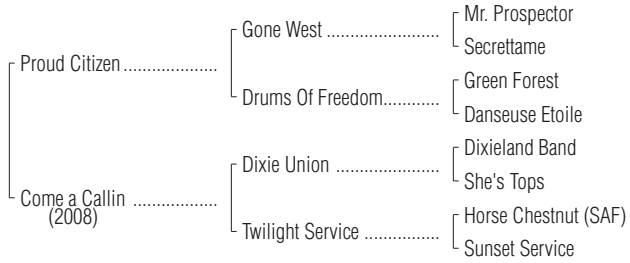 Mr. Prospector
Gone West .......................
Secrettame
Proud Citizen....................
Green Forest
Drums Of Freedom............
Danseuse Etoile
Dixieland Band
Dixie Union ......................
She's Tops
Come a Callin ..................
(2008)
Horse Chestnut (SAF)
Twilight Service ................
Sunset Service